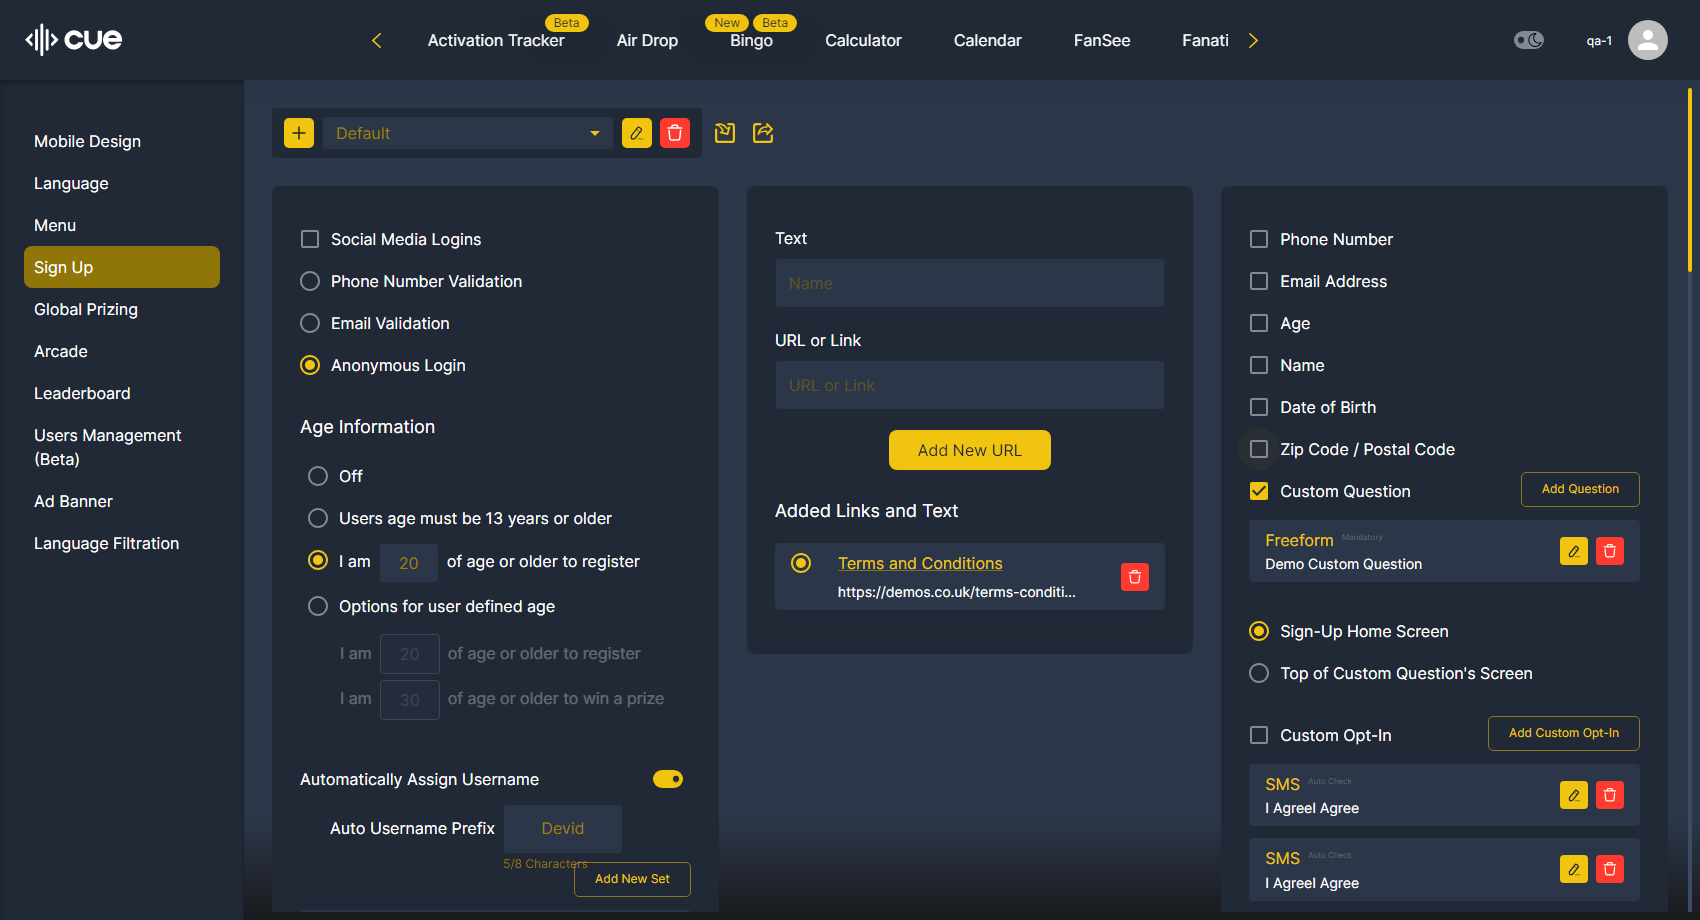 cue
Activation Tracker
Beta
Air Drop
New
Beta
Bingo
Calculator
Calendar
FanSee
Fanati
qa-1
Mobile Design
Language
Menu
Sign Up
Global Prizing
Arcade
Leaderboard
Users Management
(Beta)
Ad Banner
Language Filtration
Default
Social Media Logins
Phone Number Validation
Email Validation
Anonymous Login
Age Information
Off
Users age must be 13 years or older
I am 20 of age or older to register
Options for user defined age
I am 20 of age or older to register
I am 30 of age or older to win a prize
Automatically Assign Username
Auto Username Prefix Devid
5/8 Characters
Add New Set
Text
Name
URL or Link
URL or Link
Add New URL
Added Links and Text
Terms and Conditions
https://demos.co.uk/terms-conditi...
Phone Number
Email Address
Age
Name
Date of Birth
Zip Code / Postal Code
Custom Question
Add Question
Freeform Mandatory
Demo Custom Question
Sign-Up Home Screen
Top of Custom Question's Screen
Custom Opt-In
Add Custom Opt-In
SMS Auto Check
I AgreeI Agree
SMS Auto Check
I AgreeI Agree